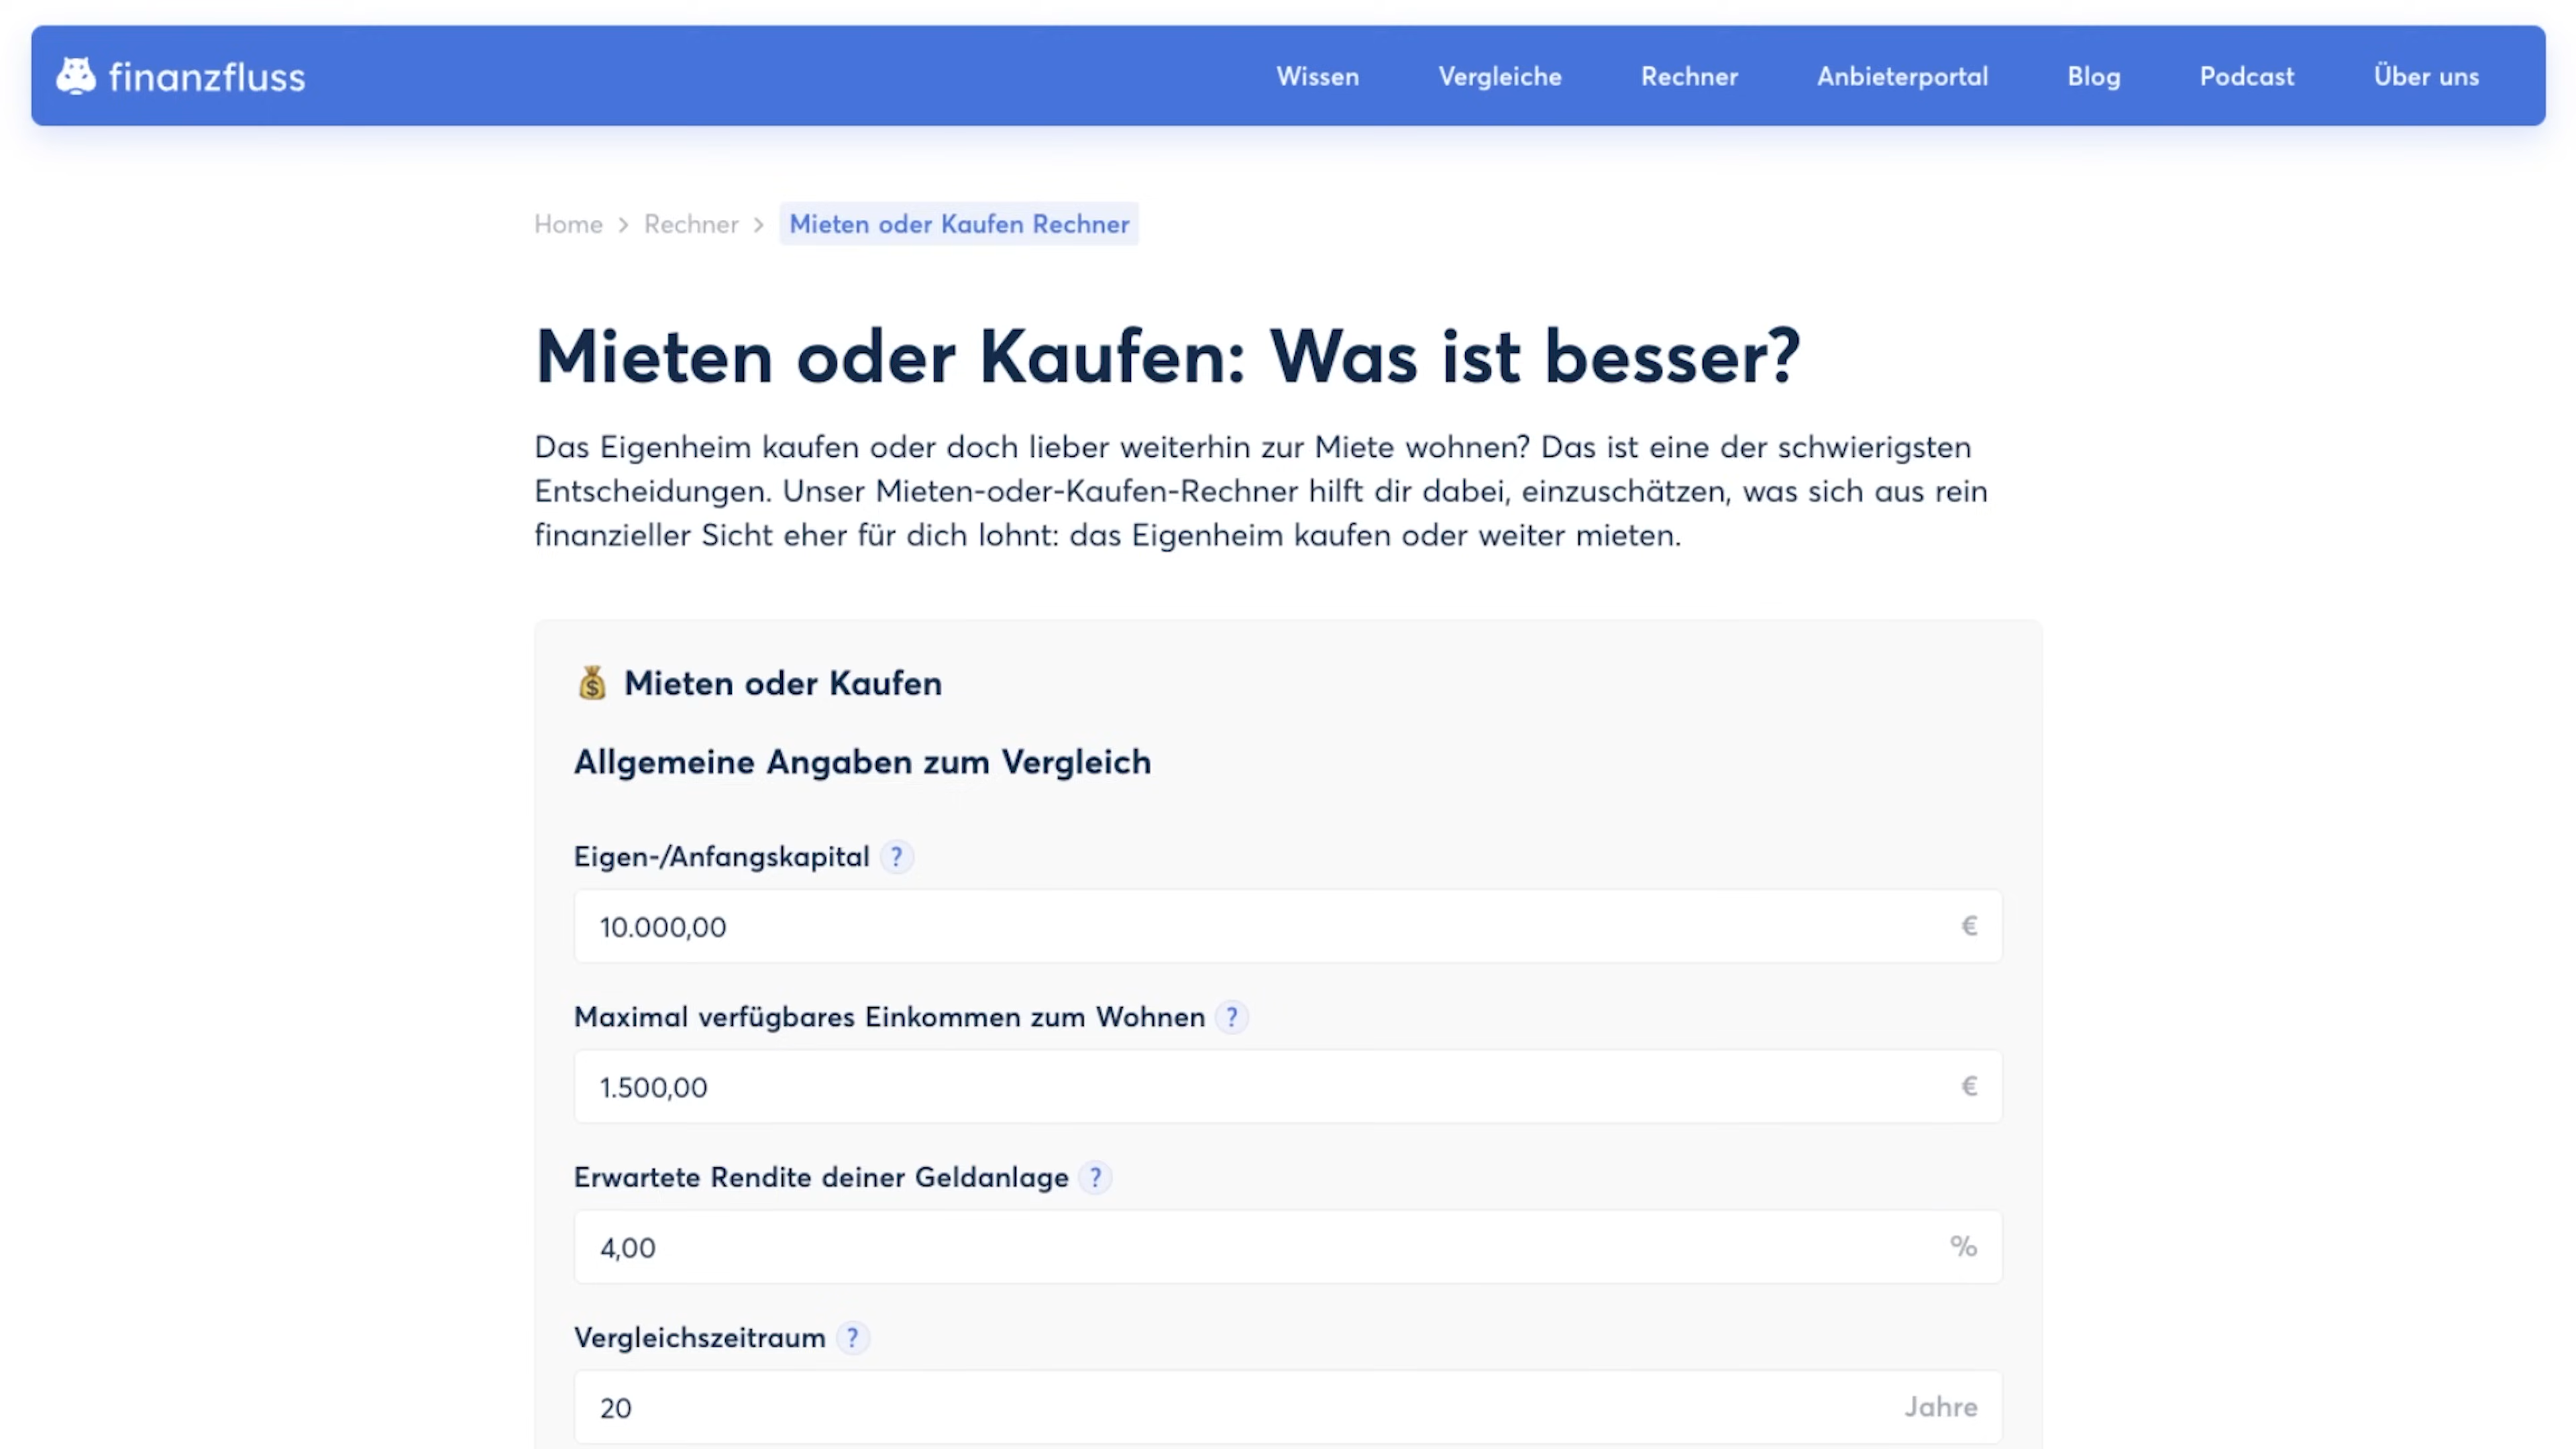 finanzfluss
Wissen Vergleiche Rechner Anbieterportal Blog Podcast Über uns
Home > Rechner > Mieten oder Kaufen Rechner
Mieten oder Kaufen: Was ist besser?
Das Eigenheim kaufen oder doch lieber weiterhin zur Miete wohnen? Das ist eine der schwierigsten
Entscheidungen. Unser Mieten-oder-Kaufen-Rechner hilft dir dabei, einzuschätzen, was sich aus rein
finanzieller Sicht eher für dich lohnt: das Eigenheim kaufen oder weiter mieten.
Mieten oder Kaufen
Allgemeine Angaben zum Vergleich
Eigen-/Anfangskapital ?
10.000,00 €
Maximal verfügbares Einkommen zum Wohnen ?
1.500,00 €
Erwartete Rendite deiner Geldanlage ?
4,00 %
Vergleichszeitraum ?
20 Jahre